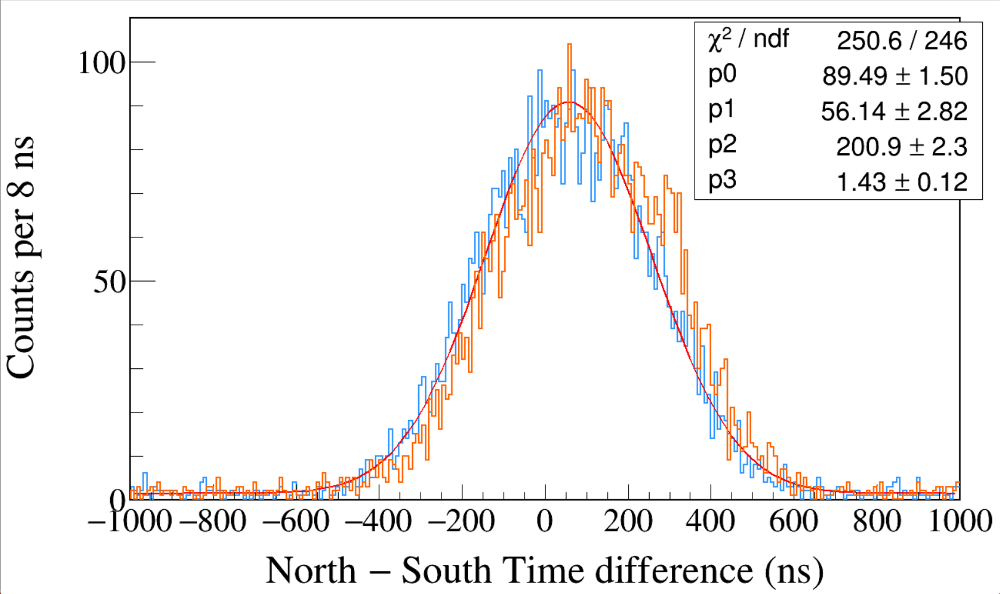 χ² / ndf 250.6 / 246
p0 89.49 ± 1.50
p1 56.14 ± 2.82
p2 200.9 ± 2.3
p3 1.43 ± 0.12
Counts per 8 ns
100
50
0
−1000 −800 −600 −400 −200 0 200 400 600 800 1000
North − South Time difference (ns)